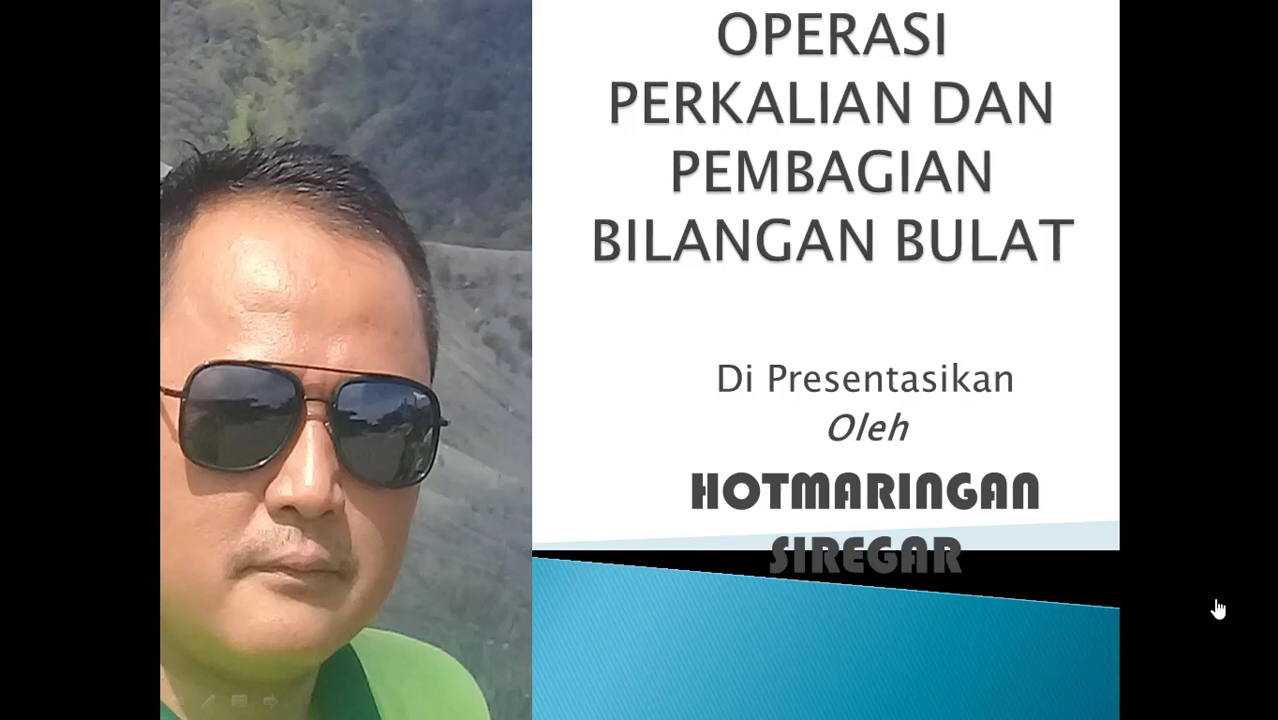 OPERASI
PERKALIAN DAN
PEMBAGIAN
BILANGAN BULAT
Di Presentasikan
Oleh
HOTMARINGAN
SIREGAR